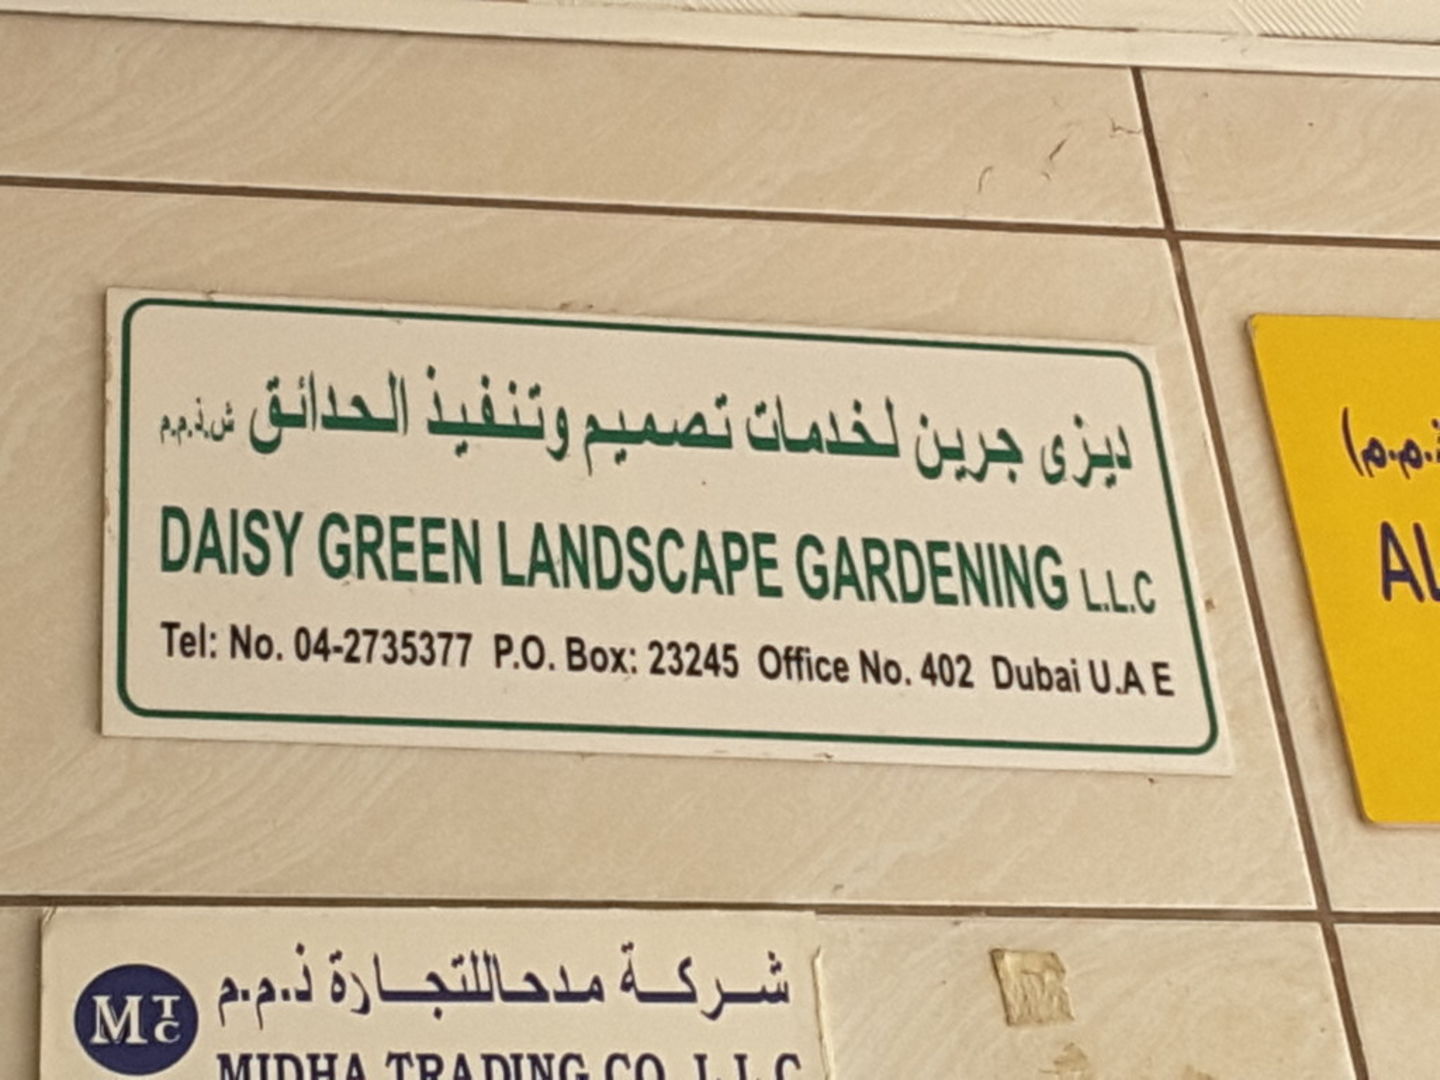 ديزى جرين لخدمات تصميم وتنفيذ الحدائق ش.ذ.م.م
DAISY GREEN LANDSCAPE GARDENING L.L.C
Tel: No. 04-2735377 P.O. Box: 23245 Office No. 402 Dubai U.A E
م.م)
AL
شركة مدحاللتجارة ذ.م.م
MTC
MIDHA TRADING CO. L.L.C